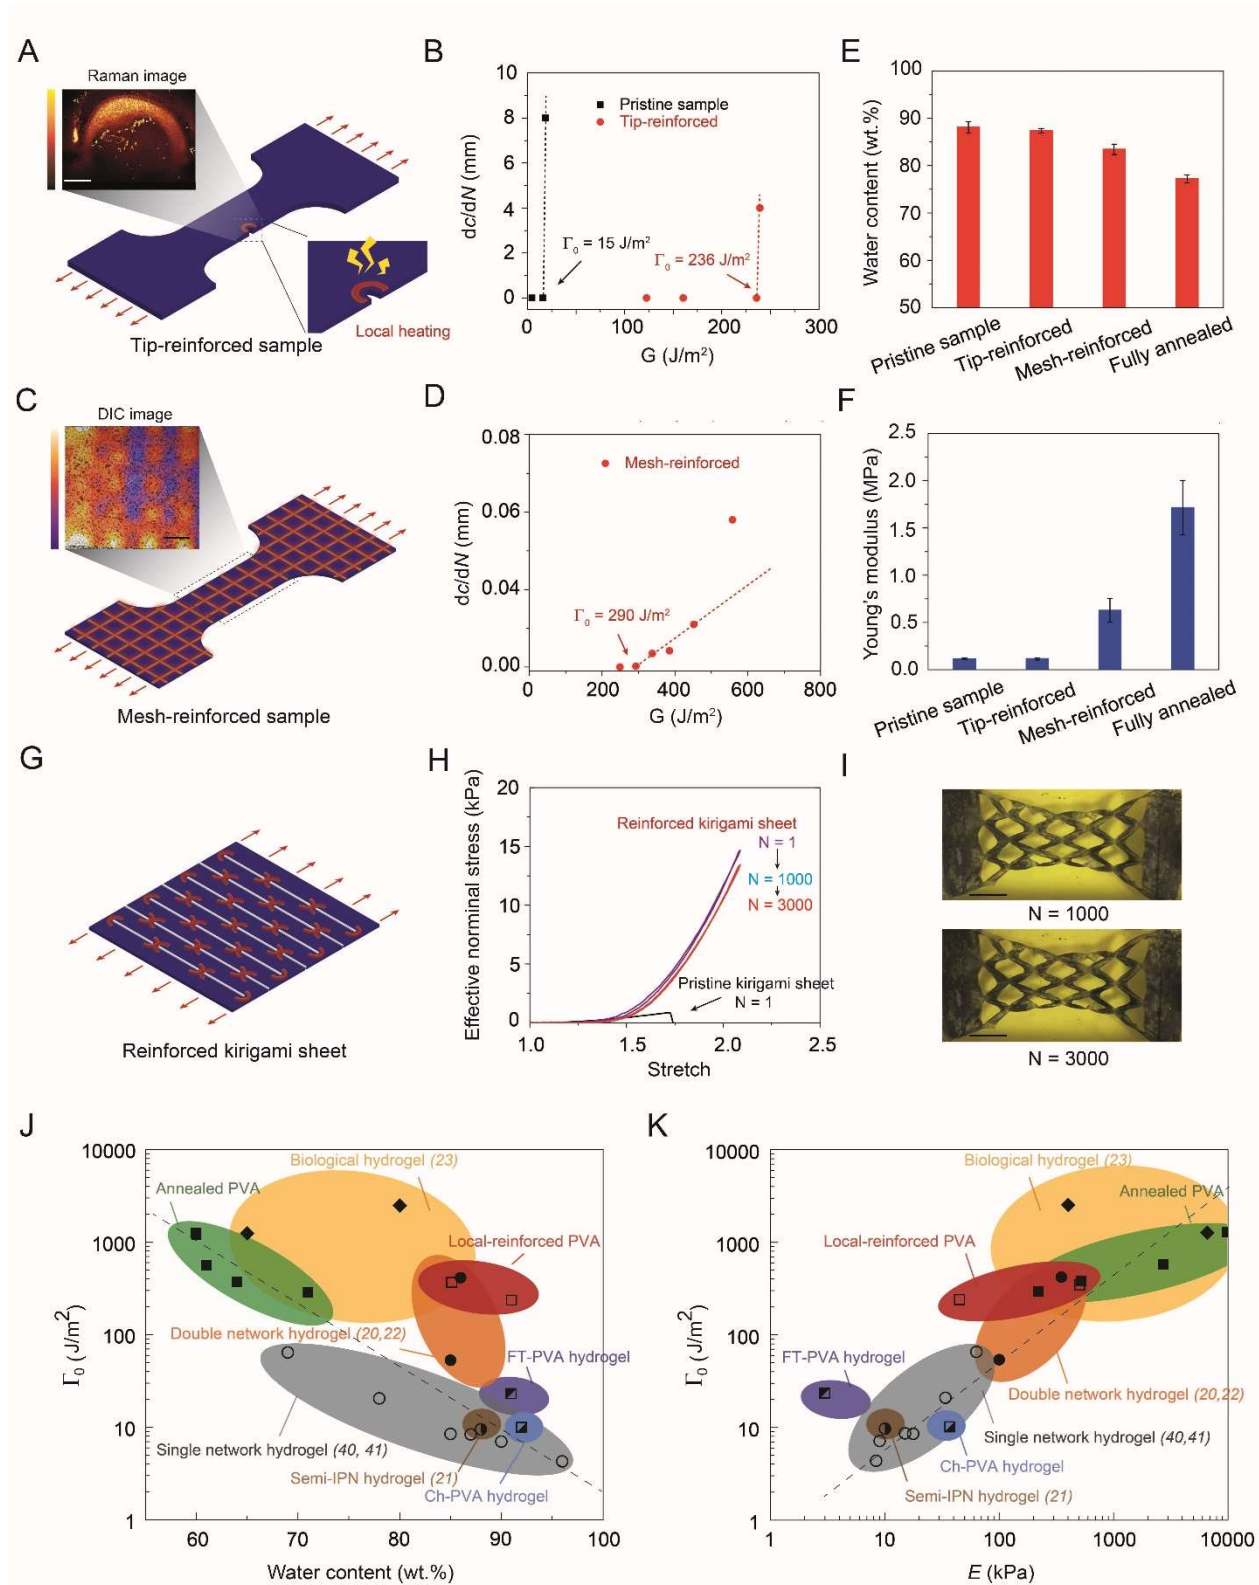 A
Raman image
Local heating
Tip-reinforced sample
B
dc/dN (mm)
10
8
6
4
2
0
Pristine sample
Tip-reinforced
Γ0 = 15 J/m²
Γ0 = 236 J/m²
0
100
200
300
G (J/m²)
E
Water content (wt.%)
100
90
80
70
60
50
Pristine sample
Tip-reinforced
Mesh-reinforced
Fully annealed
C
DIC image
Mesh-reinforced sample
D
dc/dN (mm)
0.08
0.06
0.04
0.00
Mesh-reinforced
Γ0 = 290 J/m²
0
200
400
600
800
G (J/m²)
F
Young's modulus (MPa)
2.5
2.0
1.5
1.0
0.5
0.0
Pristine sample
Tip-reinforced
Mesh-reinforced
Fully annealed
G
Reinforced kirigami sheet
H
Effective norminal stress (kPa)
20
15
10
5
0
Reinforced kirigami sheet
N = 1
N = 1000
N = 3000
Pristine kirigami sheet
N = 1
1.0
1.5
2.0
2.5
Stretch
I
N = 1000
N = 3000
J
Γ0 (J/m²)
10000
1000
100
10
1
Biological hydrogel (23)
Annealed PVA
Local-reinforced PVA
Double network hydrogel (20,22)
FT-PVA hydrogel
Single network hydrogel (40, 41)
Semi-IPN hydrogel (21)
Ch-PVA hydrogel
60
70
80
90
100
Water content (wt.%)
K
Γ0 (J/m²)
10000
1000
100
10
1
Biological hydrogel (23)
Annealed PVA
Local-reinforced PVA
FT-PVA hydrogel
Double network hydrogel (20,22)
Single network hydrogel (40,41)
Ch-PVA hydrogel
Semi-IPN hydrogel (21)
1
10
100
1000
10000
E (kPa)